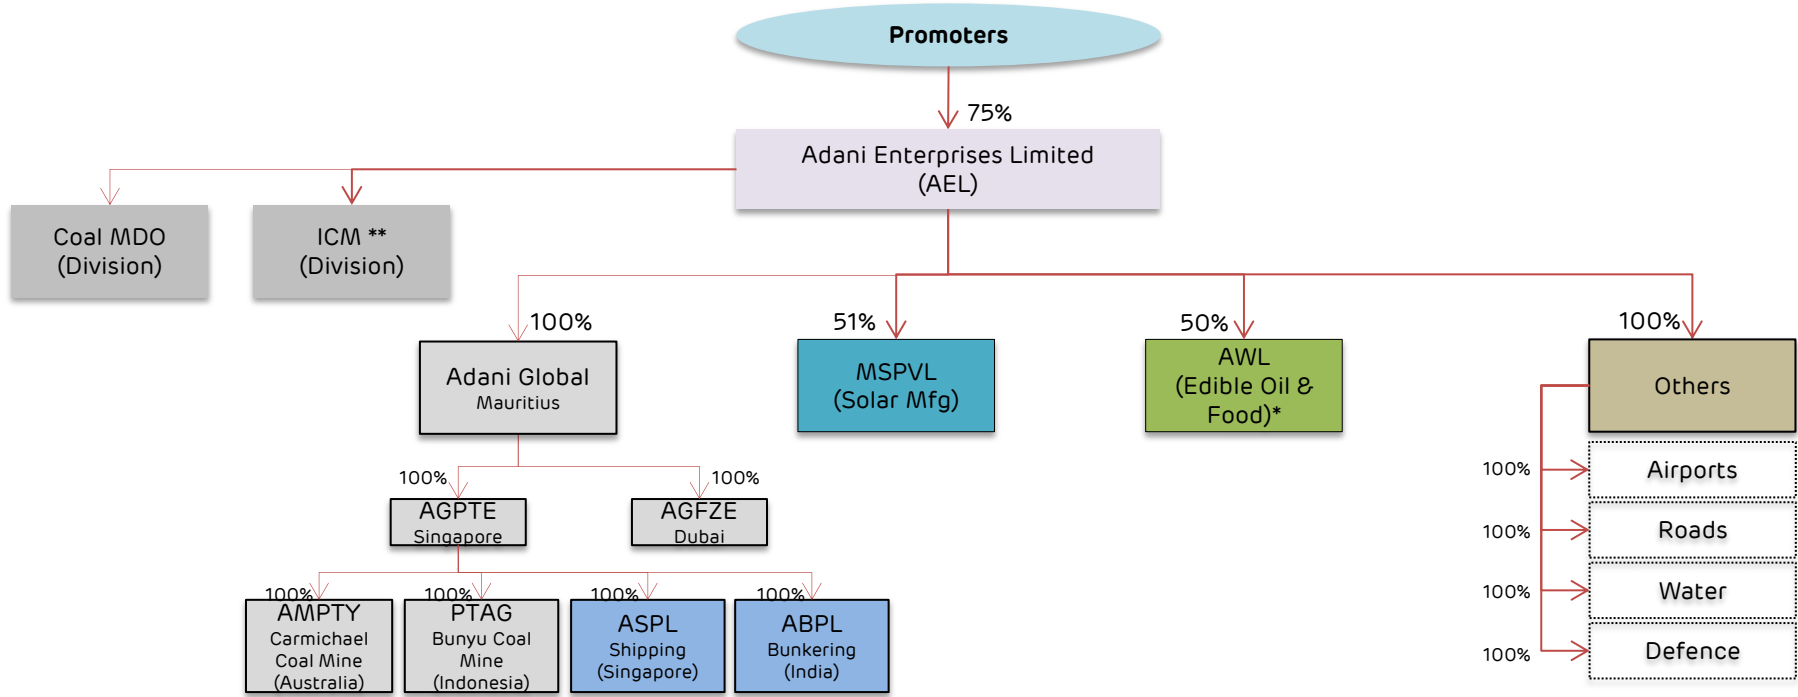 Promoters
75%
Adani Enterprises Limited
(AEL)
Coal MDO
(Division)
ICM **
(Division)
100%
51%
50%
100%
Adani Global
Mauritius
MSPVL
(Solar Mfg)
AWL
(Edible Oil &
Food)*
Others
100%
100%
AGPTE
Singapore
AGFZE
Dubai
100%
Airports
100%
Roads
100%
Water
100%
Defence
100%
100%
100%
100%
AMPTY
Carmichael
Coal Mine
(Australia)
PTAG
Bunyu Coal
Mine
(Indonesia)
ASPL
Shipping
(Singapore)
ABPL
Bunkering
(India)